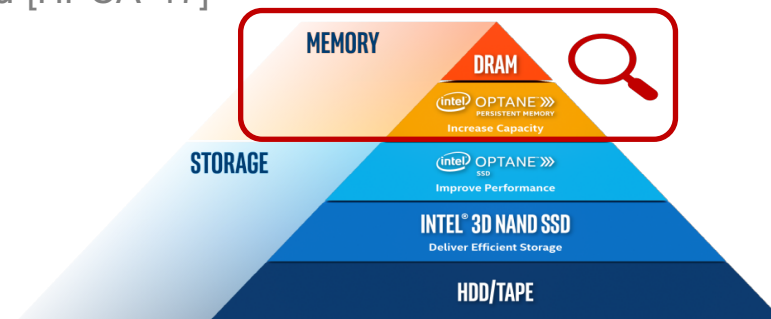 MEMORY
DRAM
intel OPTANE
PERSISTENT MEMORY
Increase Capacity
STORAGE
intel OPTANE
SSD
Improve Performance
INTEL® 3D NAND SSD
Deliver Efficient Storage
HDD/TAPE